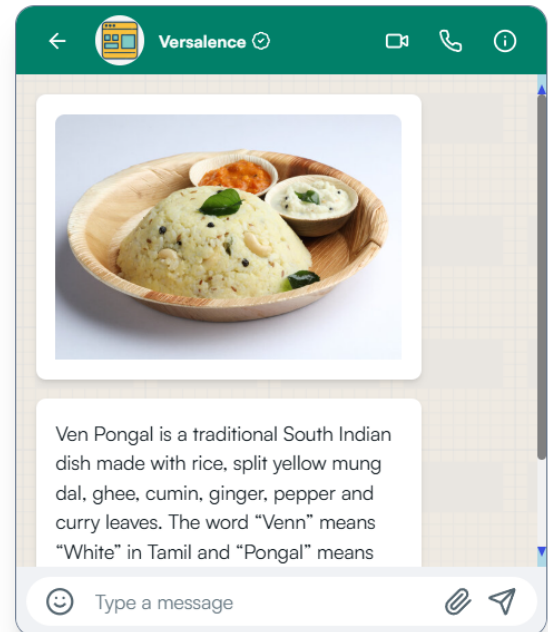 Versalence
Ven Pongal is a traditional South Indian
dish made with rice, split yellow mung
dal, ghee, cumin, ginger, pepper and
curry leaves. The word “Venn” means
“White” in Tamil and “Pongal” means
Type a message